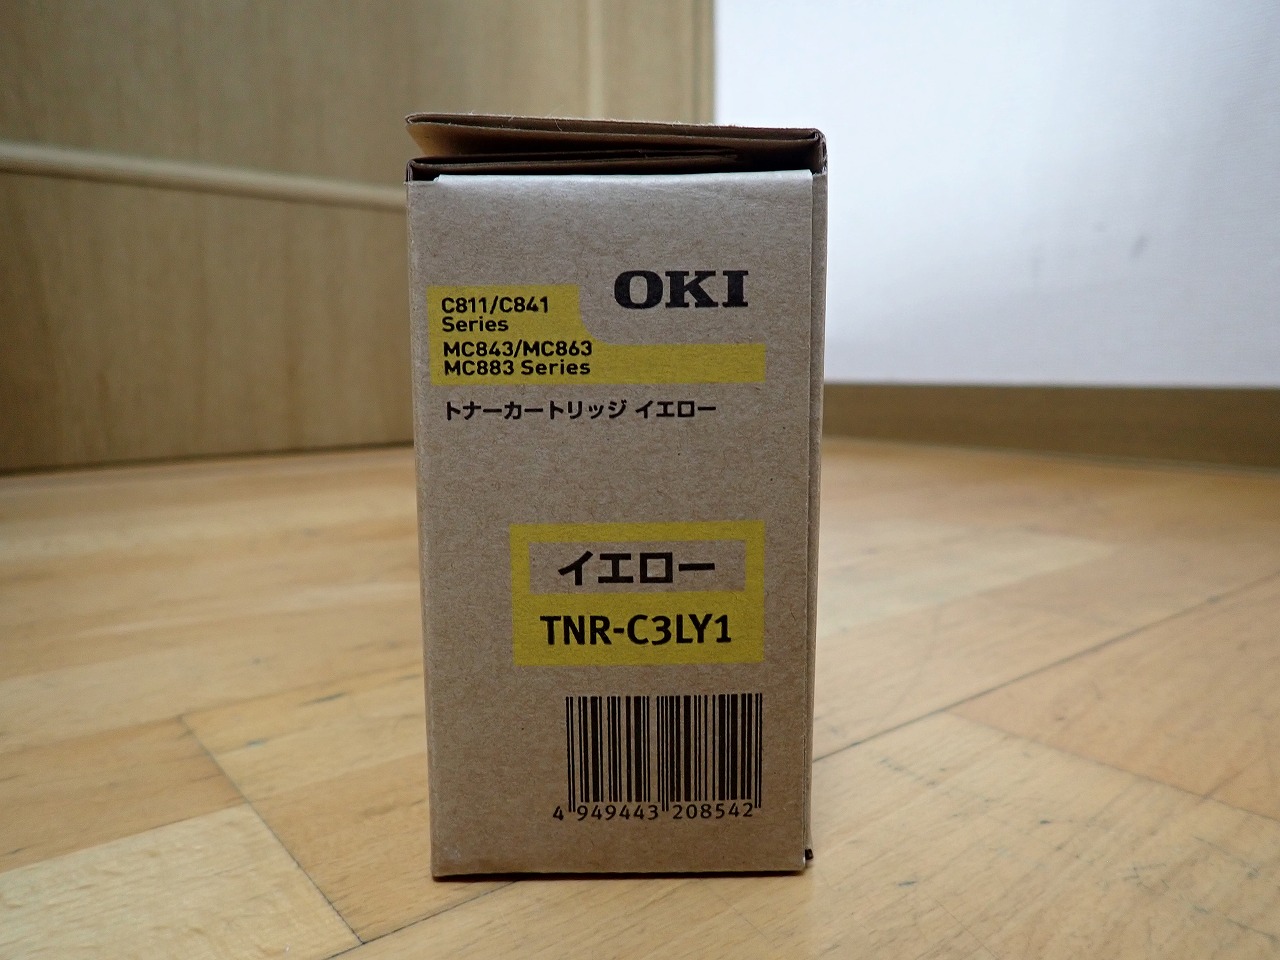 OKI
C811/C841
Series
MC843/MC863
MC883 Series
トナーカートリッジ イエロー
イエロー
TNR-C3LY1
4 949443 208542